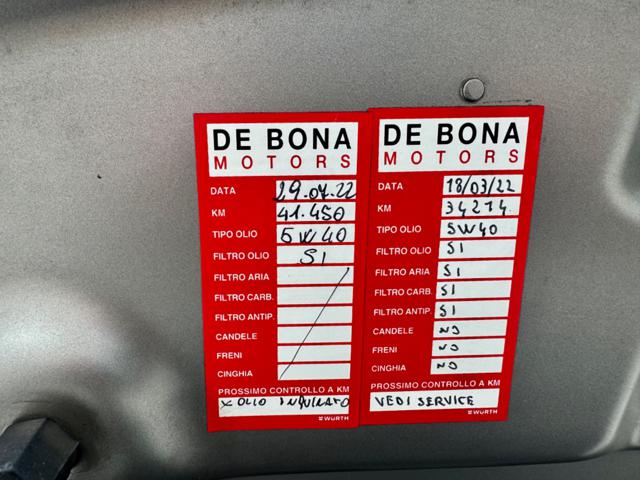 DE BONA
MOTORS
DATA 29.07.22
KM 41.450
TIPO OLIO 5W40
FILTRO OLIO SI
FILTRO ARIA
FILTRO CARB.
FILTRO ANTIP.
CANDELE
FRENI
CINGHIA
PROSSIMO CONTROLLO A KM
X OLIO INQUINATO
WÜRTH
DE BONA
MOTORS
DATA 18/03/22
KM 34274
TIPO OLIO 5W40
FILTRO OLIO SI
FILTRO ARIA SI
FILTRO CARB. SI
FILTRO ANTIP. SI
CANDELE NO
FRENI NO
CINGHIA NO
PROSSIMO CONTROLLO A KM
VEDI SERVICE
WÜRTH